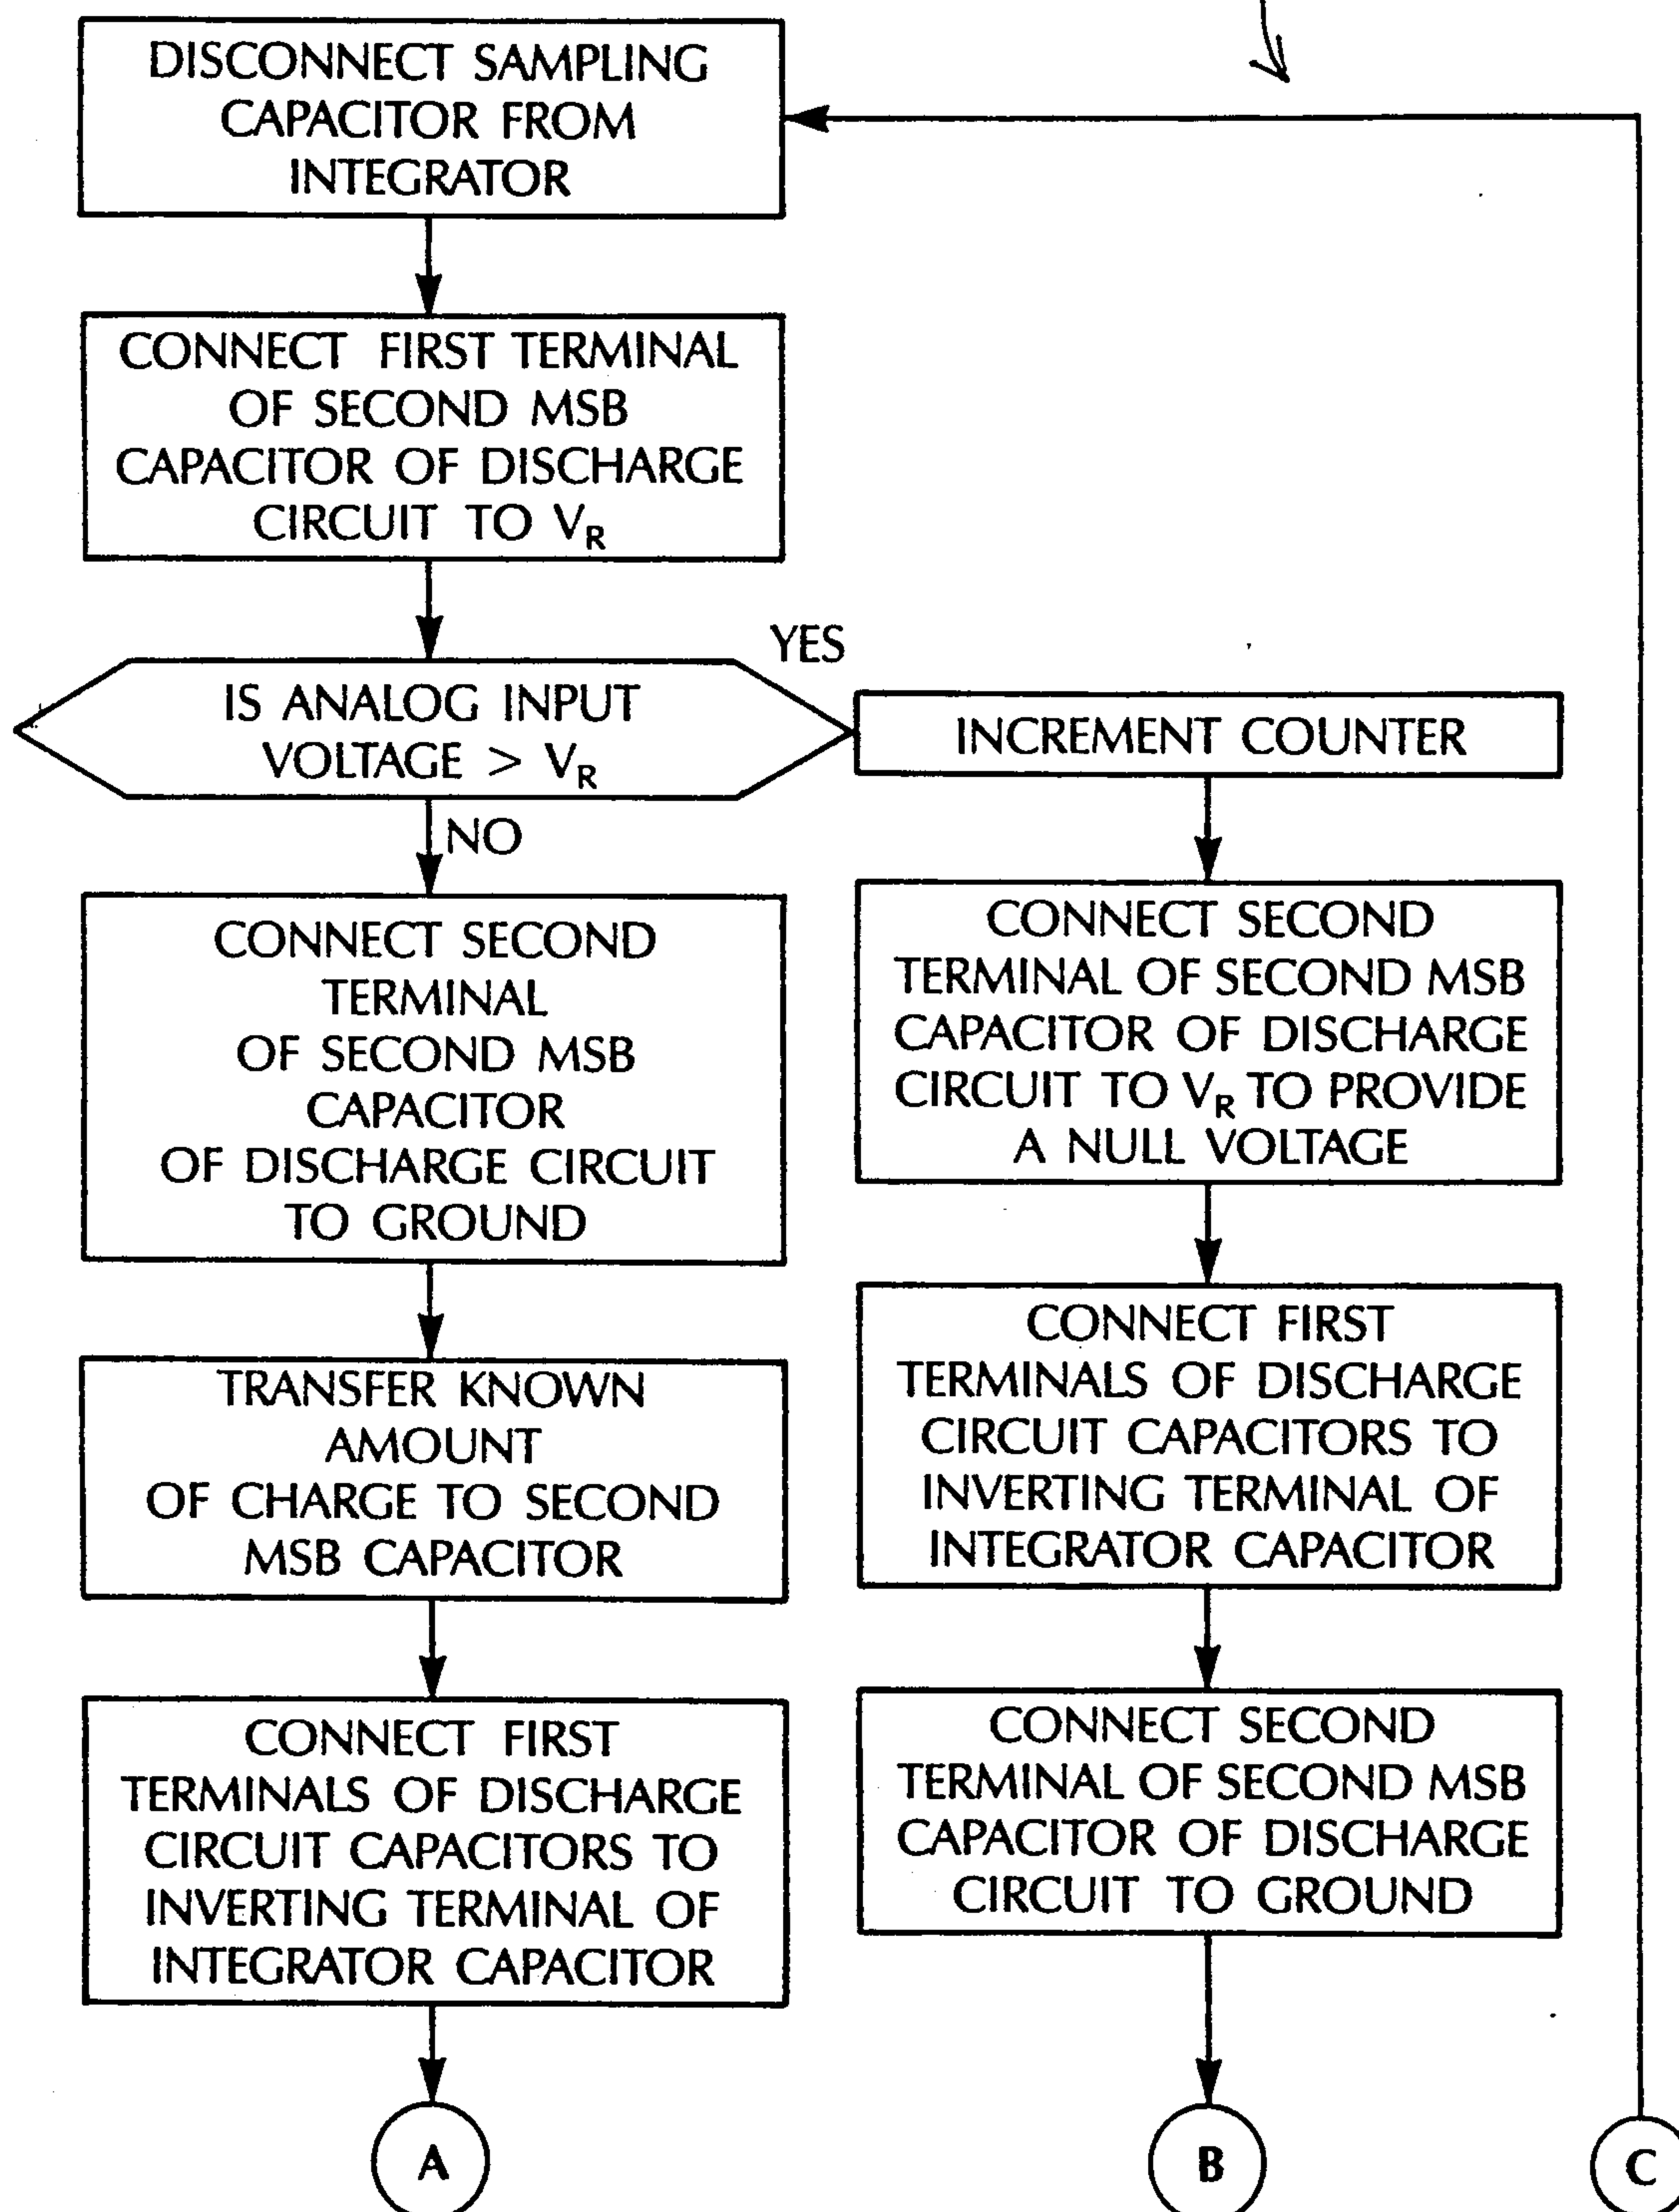 DISCONNECT SAMPLING
CAPACITOR FROM
INTEGRATOR
CONNECT FIRST TERMINAL
OF SECOND MSB
CAPACITOR OF DISCHARGE
CIRCUIT TO VR
IS ANALOG INPUT
VOLTAGE > VR
YES
INCREMENT COUNTER
NO
CONNECT SECOND
TERMINAL
OF SECOND MSB
CAPACITOR
OF DISCHARGE CIRCUIT
TO GROUND
TRANSFER KNOWN
AMOUNT
OF CHARGE TO SECOND
MSB CAPACITOR
CONNECT FIRST
TERMINALS OF DISCHARGE
CIRCUIT CAPACITORS TO
INVERTING TERMINAL OF
INTEGRATOR CAPACITOR
A
CONNECT SECOND
TERMINAL OF SECOND MSB
CAPACITOR OF DISCHARGE
CIRCUIT TO VR TO PROVIDE
A NULL VOLTAGE
CONNECT FIRST
TERMINALS OF DISCHARGE
CIRCUIT CAPACITORS TO
INVERTING TERMINAL OF
INTEGRATOR CAPACITOR
CONNECT SECOND
TERMINAL OF SECOND MSB
CAPACITOR OF DISCHARGE
CIRCUIT TO GROUND
B
C